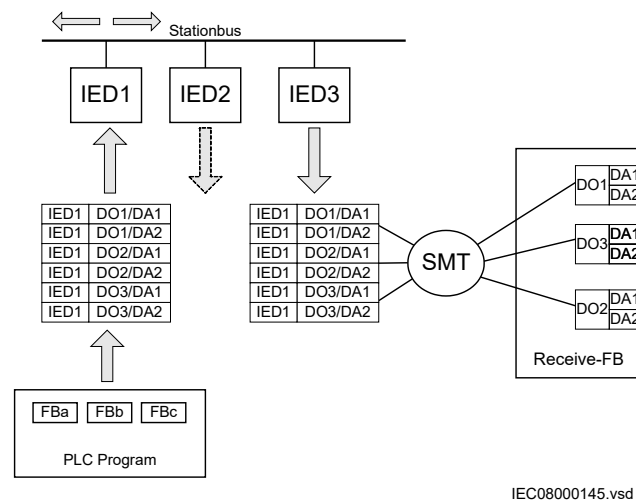 Stationbus
IED1 IED2 IED3
IED1 DO1/DA1
IED1 DO1/DA2
IED1 DO2/DA1
IED1 DO2/DA2
IED1 DO3/DA1
IED1 DO3/DA2
IED1 DO1/DA1
IED1 DO1/DA2
IED1 DO2/DA1
IED1 DO2/DA2
IED1 DO3/DA1
IED1 DO3/DA2
SMT
DO1 DA1
DA2
DO3 DA1
DA2
DO2 DA1
DA2
Receive-FB
FBa FBb FBc
PLC Program
IEC08000145.vsd